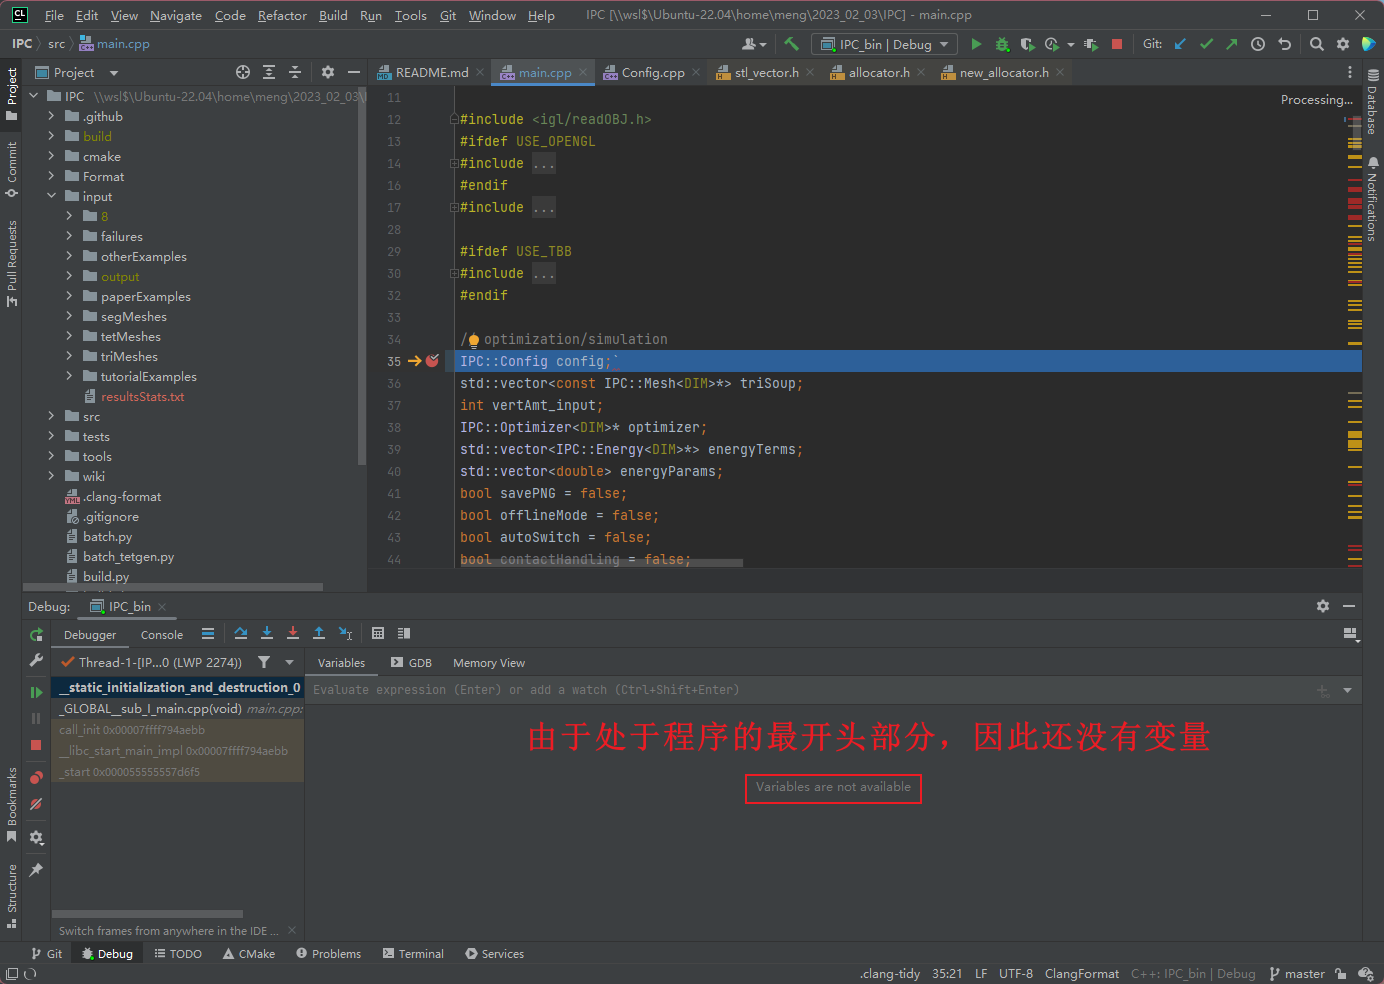 File Edit View Navigate Code Refactor Build Run Tools Git Window Help IPC [\\wsl$\Ubuntu-22.04\home\meng\2023_02_03\IPC] - main.cpp
IPC src main.cpp IPC_bin | Debug Git:
Project README.md main.cpp Config.cpp stl_vector.h allocator.h new_allocator.h
Project
Commit
Pull Requests
Bookmarks
Structure
IPC \\wsl$\Ubuntu-22.04\home\meng\2023_02_03\
.github
build
cmake
Format
input
8
failures
otherExamples
output
paperExamples
segMeshes
tetMeshes
triMeshes
tutorialExamples
resultsStats.txt
src
tests
tools
wiki
.clang-format
.gitignore
batch.py
batch_tetgen.py
build.py
Processing...
Database
Notifications
11
12 #include <igl/readOBJ.h>
13 #ifdef USE_OPENGL
14 #include ...
16 #endif
17 #include ...
28
29 #ifdef USE_TBB
30 #include ...
32 #endif
33
34 / optimization/simulation
35 IPC::Config config;`
36 std::vector<const IPC::Mesh<DIM>*> triSoup;
37 int vertAmt_input;
38 IPC::Optimizer<DIM>* optimizer;
39 std::vector<IPC::Energy<DIM>*> energyTerms;
40 std::vector<double> energyParams;
41 bool savePNG = false;
42 bool offlineMode = false;
43 bool autoSwitch = false;
44 bool contactHandling = false;
Debug: IPC_bin
Debugger Console
Thread-1-[IP...0 (LWP 2274)) Variables GDB Memory View
__static_initialization_and_destruction_0
Evaluate expression (Enter) or add a watch (Ctrl+Shift+Enter)
_GLOBAL__sub_I_main.cpp(void) main.cpp:
call_init 0x00007ffff794aebb
__libc_start_main_impl 0x00007ffff794aebb
_start 0x000055555557d6f5
由于处于程序的最开头部分，因此还没有变量
Variables are not available
Switch frames from anywhere in the IDE ...
Git Debug TODO CMake Problems Terminal Services
.clang-tidy 35:21 LF UTF-8 ClangFormat C++: IPC_bin | Debug master